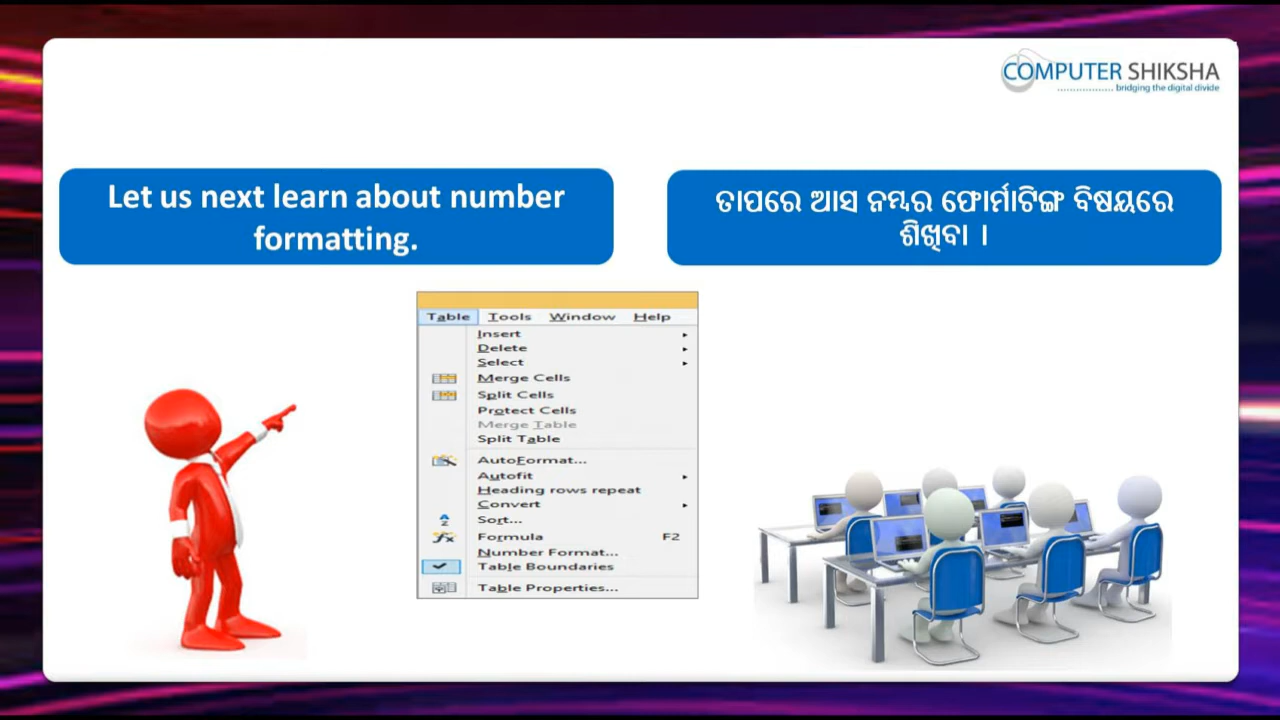 COMPUTER SHIKSHA
bridging the digital divide
Let us next learn about number
formatting.
ତାପରେ ଆସ ନମ୍ବର ଫୋର୍ମାଟିଙ୍ଗ ବିଷୟରେ
ଶିଖିବା ।
Table Tools Window Help
Insert
Delete
Select
Merge Cells
Split Cells
Protect Cells
Merge Table
Split Table
AutoFormat...
Autofit
Heading rows repeat
Convert
Sort...
Formula F2
Number Format...
Table Boundaries
Table Properties...